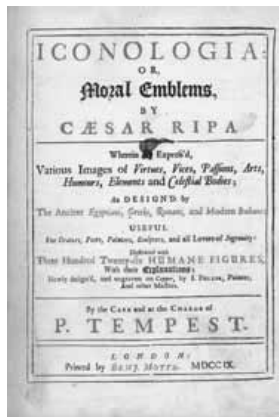 ICONOLOGIA:
OR,
Moral Emblems,
BY
CÆSAR RIPA
Wherein are Express'd,
Various Images of Virtues, Vices, Passions, Arts,
Humours, Elements and Celestial Bodies;
As DESIGN'D by
The Ancient Egyptians, Greeks, Romans, and Modern Italians:
USEFUL
For Orators, Poets, Painters, Sculptors, and all Lovers of Ingenuity:
Illustrated with
Three Hundred Twenty-six HUMANE FIGURES,
With their Explanations;
Newly design'd, and engraven on Copper, by I. FULLER, Painter,
And other Masters.
By the CARE and at the CHARGE of
P. TEMPEST.
LONDON:
Printed by BENJ. MOTTE. MDCCIX.